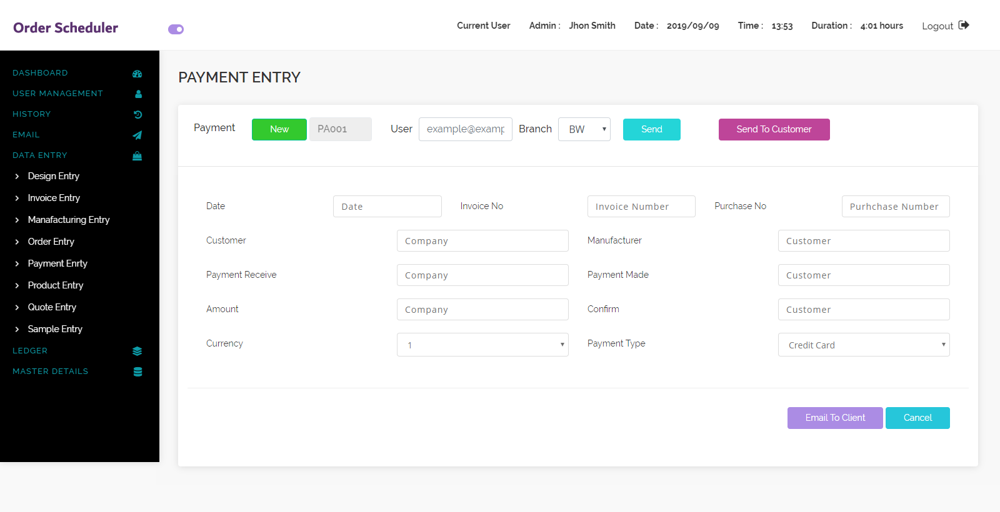 Order Scheduler
Current User Admin : Jhon Smith Date : 2019/09/09 Time : 13:53 Duration : 4:01 hours Logout
DASHBOARD
USER MANAGEMENT
HISTORY
EMAIL
DATA ENTRY
Design Entry
Invoice Entry
Manafacturing Entry
Order Entry
Payment Enrty
Product Entry
Quote Entry
Sample Entry
LEDGER
MASTER DETAILS
PAYMENT ENTRY
Payment New PA001 User example@examp Branch BW Send Send To Customer
Date Date Invoice No Invoice Number Purchase No Purhchase Number
Customer Company Manufacturer Customer
Payment Receive Company Payment Made Customer
Amount Company Confirm Customer
Currency 1 Payment Type Credit Card
Email To Client Cancel